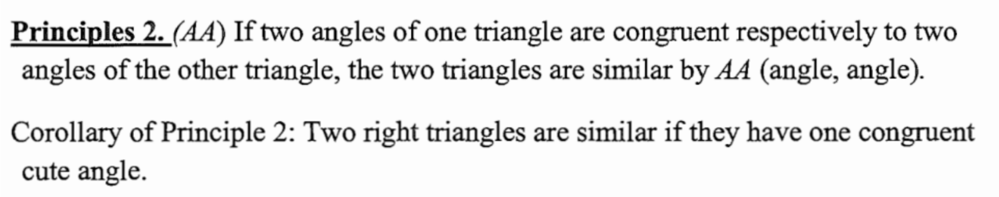 Principles 2. (AA) If two angles of one triangle are congruent respectively to two
angles of the other triangle, the two triangles are similar by AA (angle, angle).
Corollary of Principle 2: Two right triangles are similar if they have one congruent
cute angle.